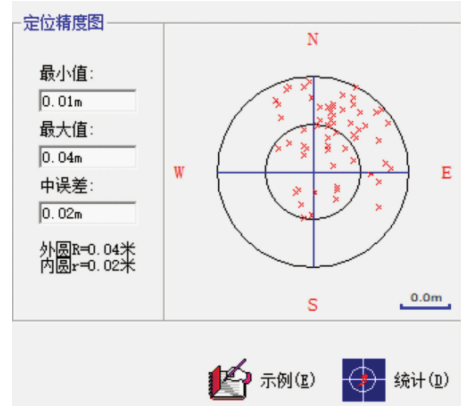 定位精度图
最小值:
0.01m
最大值:
0.04m
中误差:
0.02m
外圆R=0.04米
内圆r=0.02米
N
W
E
S
0.0m
示例(E)
统计(D)